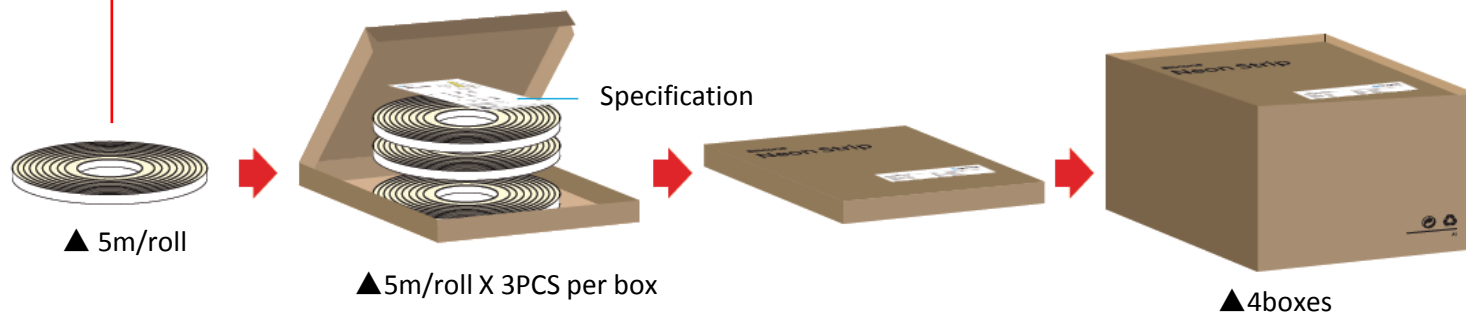 Specification
▲ 5m/roll
▲5m/roll X 3PCS per box
Neon Strip
Neon Strip
▲4boxes